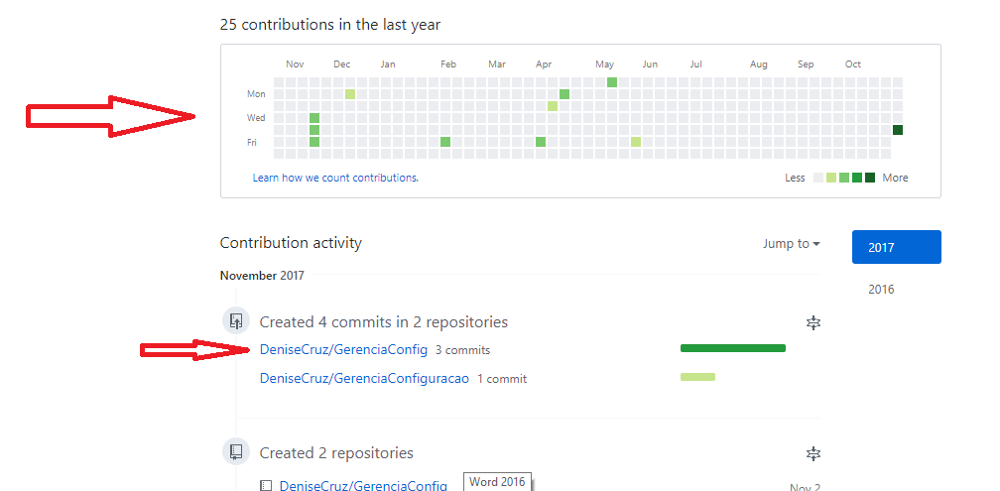 25 contributions in the last year
Nov Dec Jan Feb Mar Apr May Jun Jul Aug Sep Oct
Mon
Wed
Fri
Learn how we count contributions.
Less More
Contribution activity
Jump to
2017
2016
November 2017
Created 4 commits in 2 repositories
DeniseCruz/GerenciaConfig 3 commits
DeniseCruz/GerenciaConfiguracao 1 commit
Created 2 repositories
DeniseCruz/GerenciaConfig
Word 2016
Nov 2